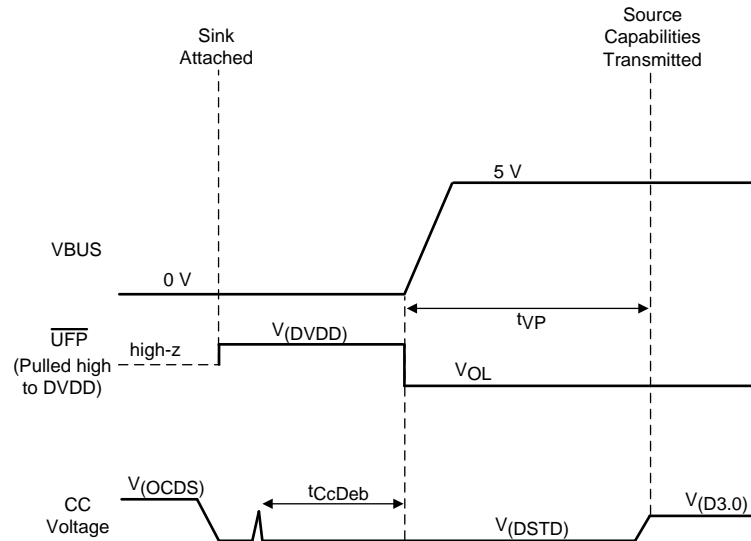 Sink
Attached
Source
Capabilities
Transmitted
5 V
VBUS
0 V
tVP
UFP
(Pulled high
to DVDD)
high-z
V(DVDD)
VOL
V(OCDS)
tCcDeb
CC
Voltage
V(DSTD)
V(D3.0)